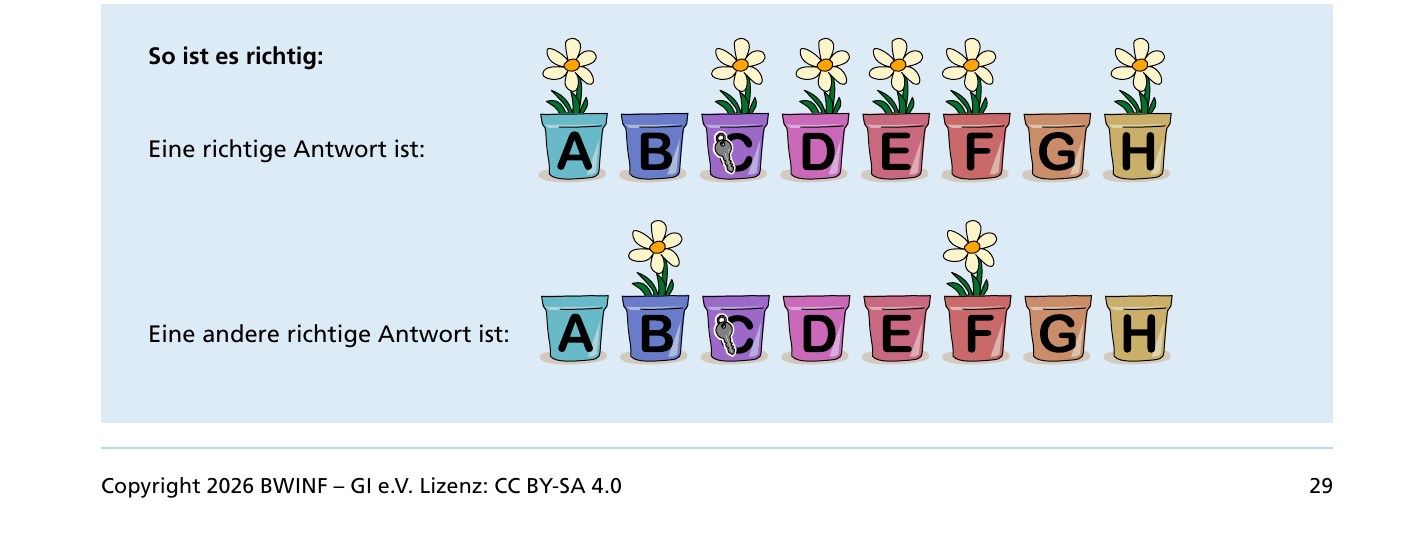 So ist es richtig:
Eine richtige Antwort ist:
A B C D E F G H
Eine andere richtige Antwort ist:
A B C D E F G H
Copyright 2026 BWINF – GI e.V. Lizenz: CC BY-SA 4.0
29